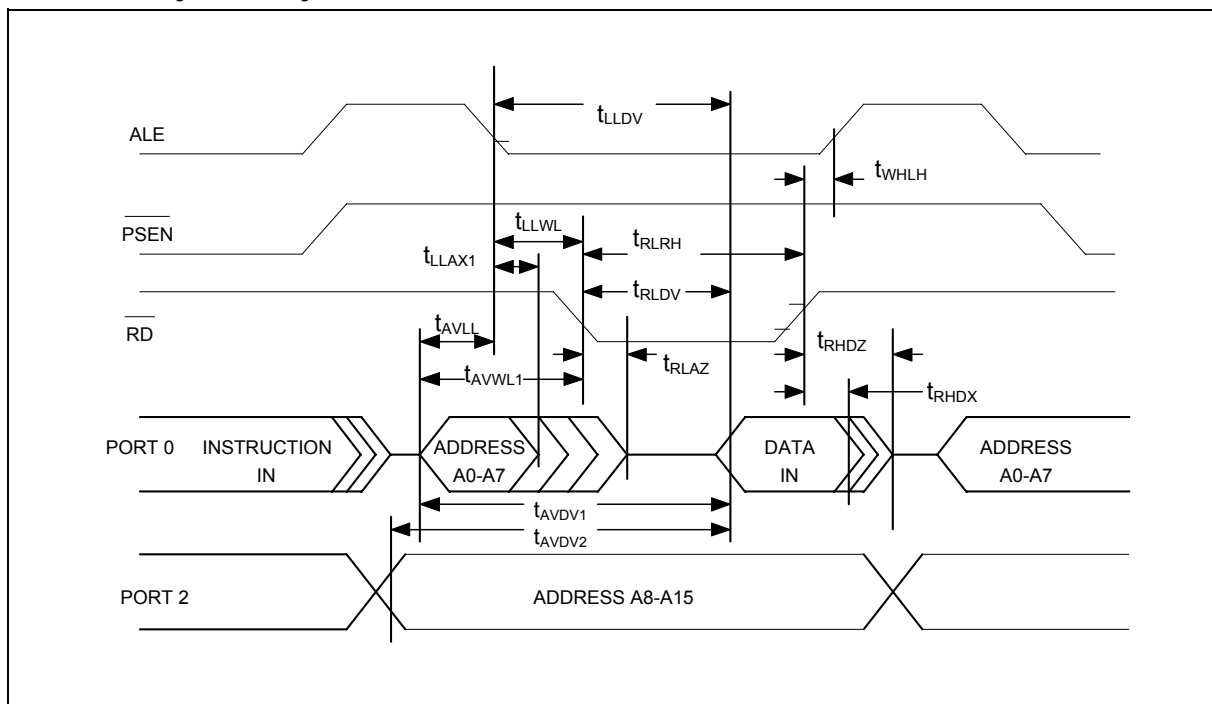 ALE
tLLDV
tWHLH
PSEN
tLLWL
tRLRH
tLLAX1
tRLDV
RD
tAVLL
tRLAZ
tRHDZ
tAVWL1
tRHDX
PORT 0
INSTRUCTION
IN
ADDRESS
A0-A7
DATA
IN
ADDRESS
A0-A7
tAVDV1
tAVDV2
PORT 2
ADDRESS A8-A15